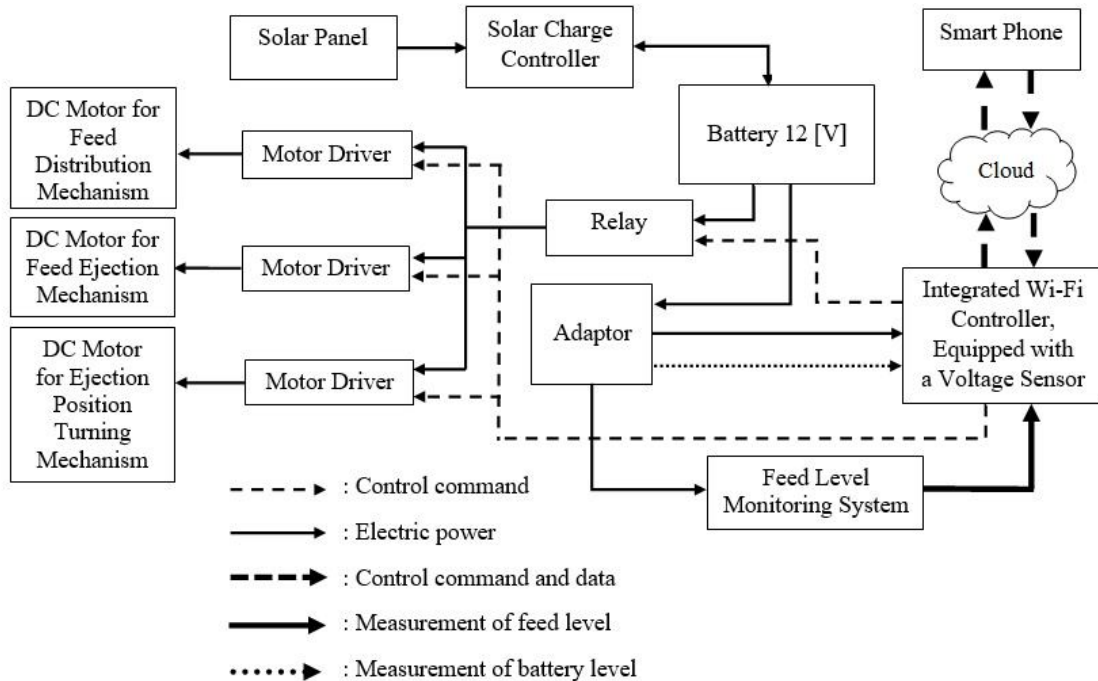 Solar Panel
Solar Charge
Controller
Smart Phone
DC Motor for
Feed
Distribution
Mechanism
Motor Driver
Battery 12 [V]
Cloud
Relay
DC Motor for
Feed Ejection
Mechanism
Motor Driver
Integrated Wi-Fi
Controller,
Equipped with
a Voltage Sensor
Adaptor
DC Motor
for Ejection
Position
Turning
Mechanism
Motor Driver
Feed Level
Monitoring System
: Control command
: Electric power
: Control command and data
: Measurement of feed level
: Measurement of battery level